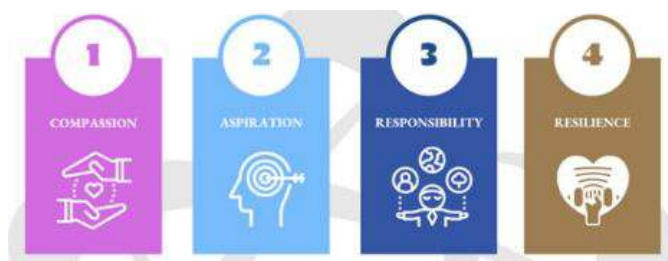 1
COMPASSION
2
ASPIRATION
3
RESPONSIBILITY
4
RESILIENCE